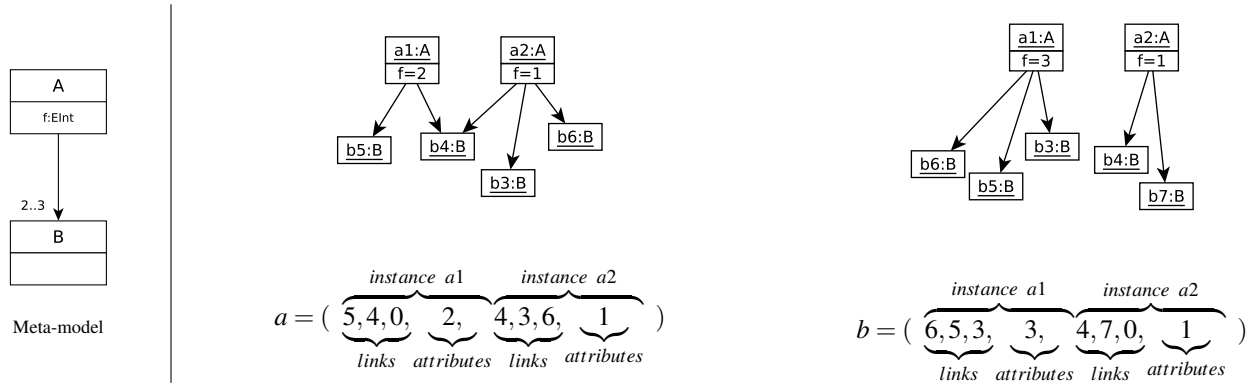 A
f:EInt
2..3
B
Meta-model
a1:A
f=2
a2:A
f=1
b5:B
b4:B
b3:B
b6:B
instance a1 instance a2
a = ( 5,4,0, 2, 4,3,6, 1 )
links attributes links attributes
a1:A
f=3
a2:A
f=1
b6:B
b5:B
b3:B
b4:B
b7:B
instance a1 instance a2
b = ( 6,5,3, 3, 4,7,0, 1 )
links attributes links attributes